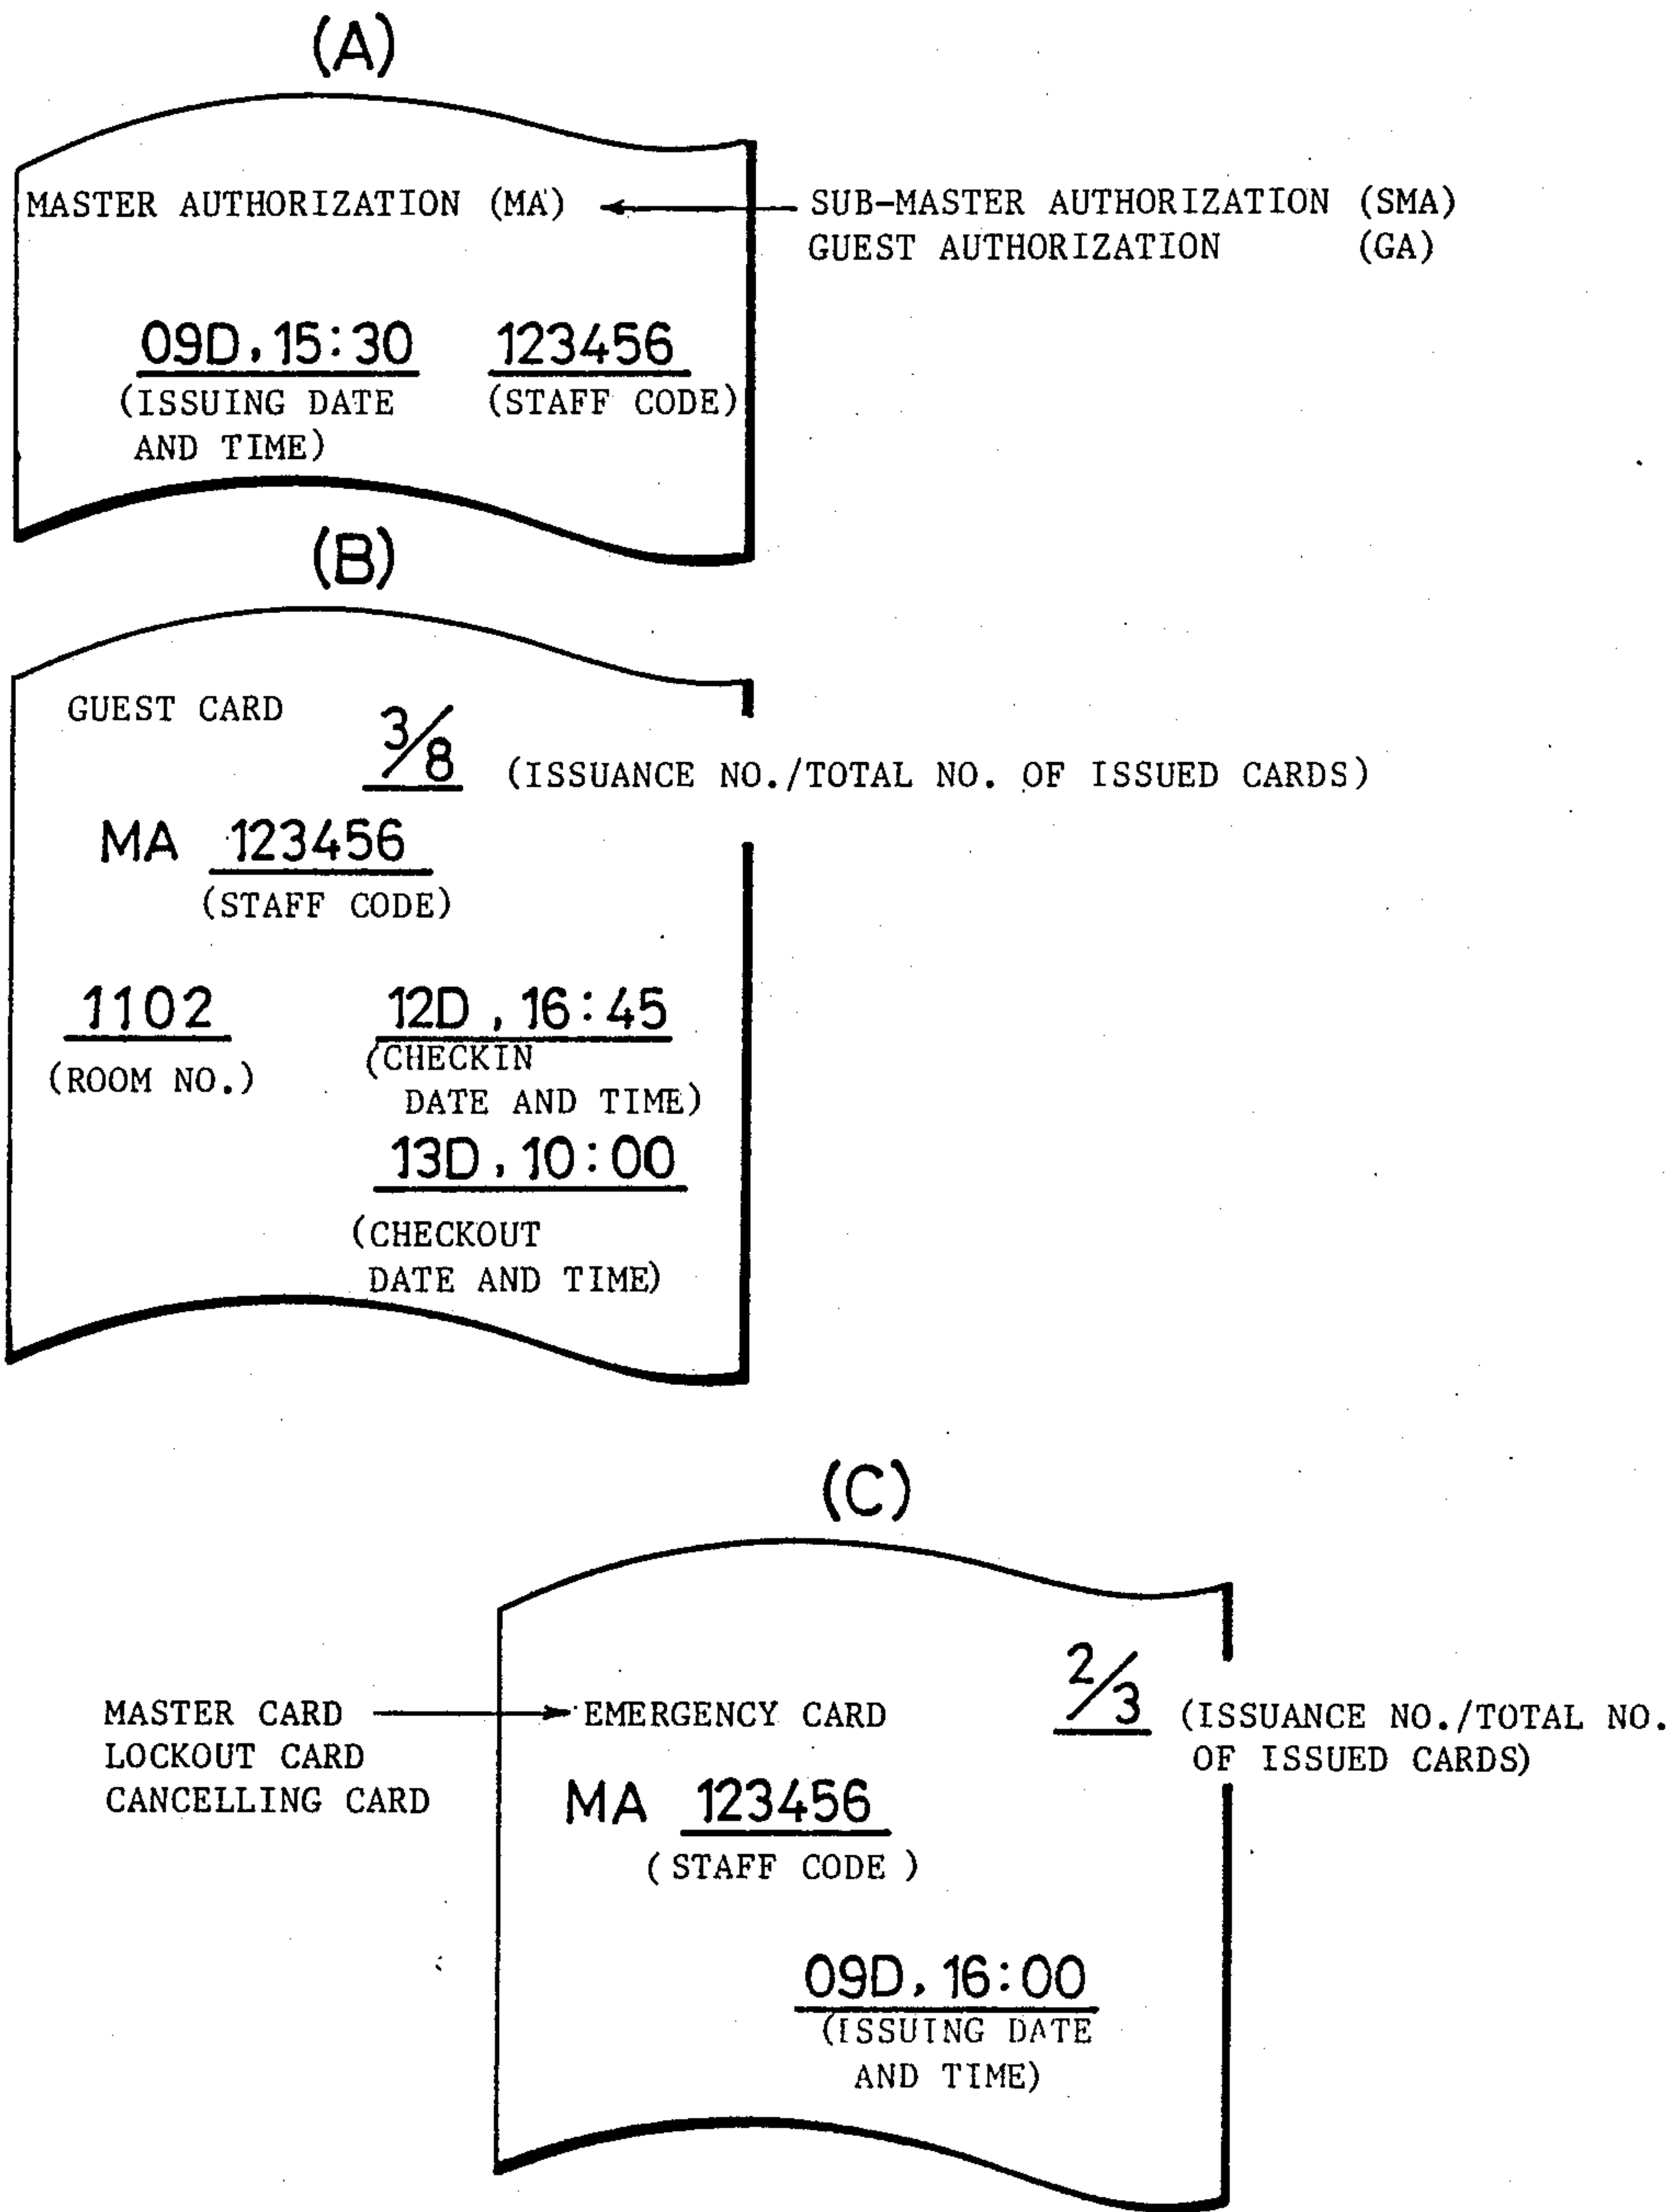 (A)
MASTER AUTHORIZATION (MA) SUB-MASTER AUTHORIZATION (SMA)
GUEST AUTHORIZATION (GA)
09D, 15:30 123456
(ISSUING DATE (STAFF CODE)
AND TIME)
(B)
GUEST CARD
3/8 (ISSUANCE NO./TOTAL NO. OF ISSUED CARDS)
MA 123456
(STAFF CODE)
1102 12D, 16:45
(ROOM NO.) (CHECKIN
DATE AND TIME)
13D, 10:00
(CHECKOUT
DATE AND TIME)
(C)
MASTER CARD EMERGENCY CARD 2/3 (ISSUANCE NO./TOTAL NO.
LOCKOUT CARD OF ISSUED CARDS)
CANCELLING CARD MA 123456
(STAFF CODE)
09D, 16:00
(ISSUING DATE
AND TIME)